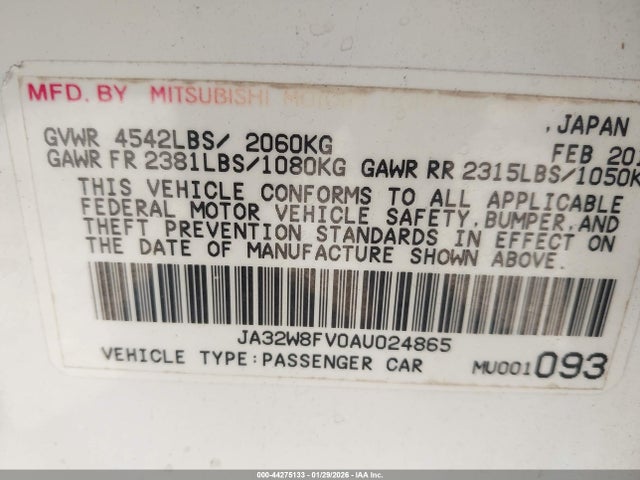 MFD. BY MITSUBISHI
, JAPAN
GVWR 4542LBS/ 2060KG
FEB 201
GAWR FR 2381LBS/1080KG GAWR RR 2315LBS/1050K
THIS VEHICLE CONFORMS TO ALL APPLICABLE
FEDERAL MOTOR VEHICLE SAFETY, BUMPER, AND
THEFT PREVENTION STANDARDS IN EFFECT ON
THE DATE OF MANUFACTURE SHOWN ABOVE.
JA32W8FV0AU024865
VEHICLE TYPE: PASSENGER CAR MU001093
000-44275133 - 01/29/2026 - IAAI, Inc.